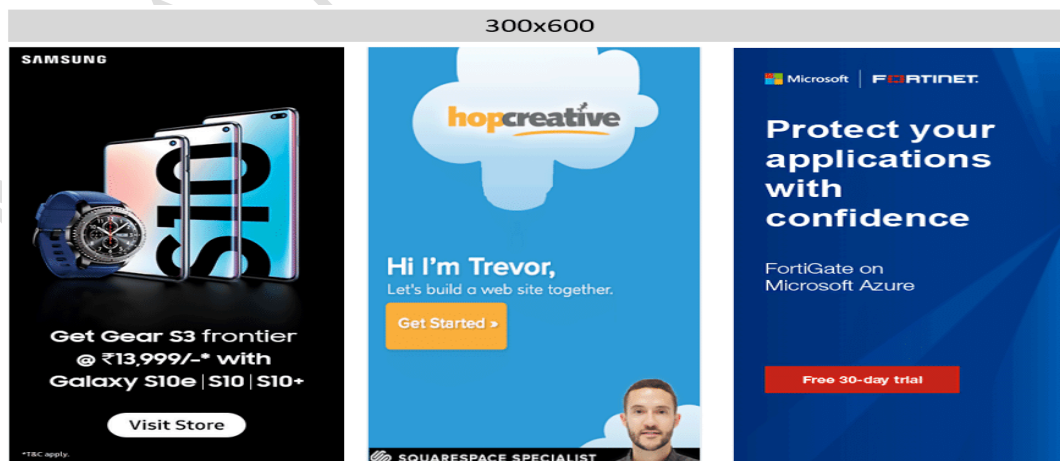 300x600
SAMSUNG
S10
Get Gear S3 frontier
@ ₹13,999/-* with
Galaxy S10e|S10|S10+
Visit Store
*T&C apply.
hopcreative
Hi I'm Trevor,
Let's build a web site together.
Get Started »
SQUARESPACE SPECIALIST
Microsoft | FORTINET.
Protect your
applications
with
confidence
FortiGate on
Microsoft Azure
Free 30-day trial